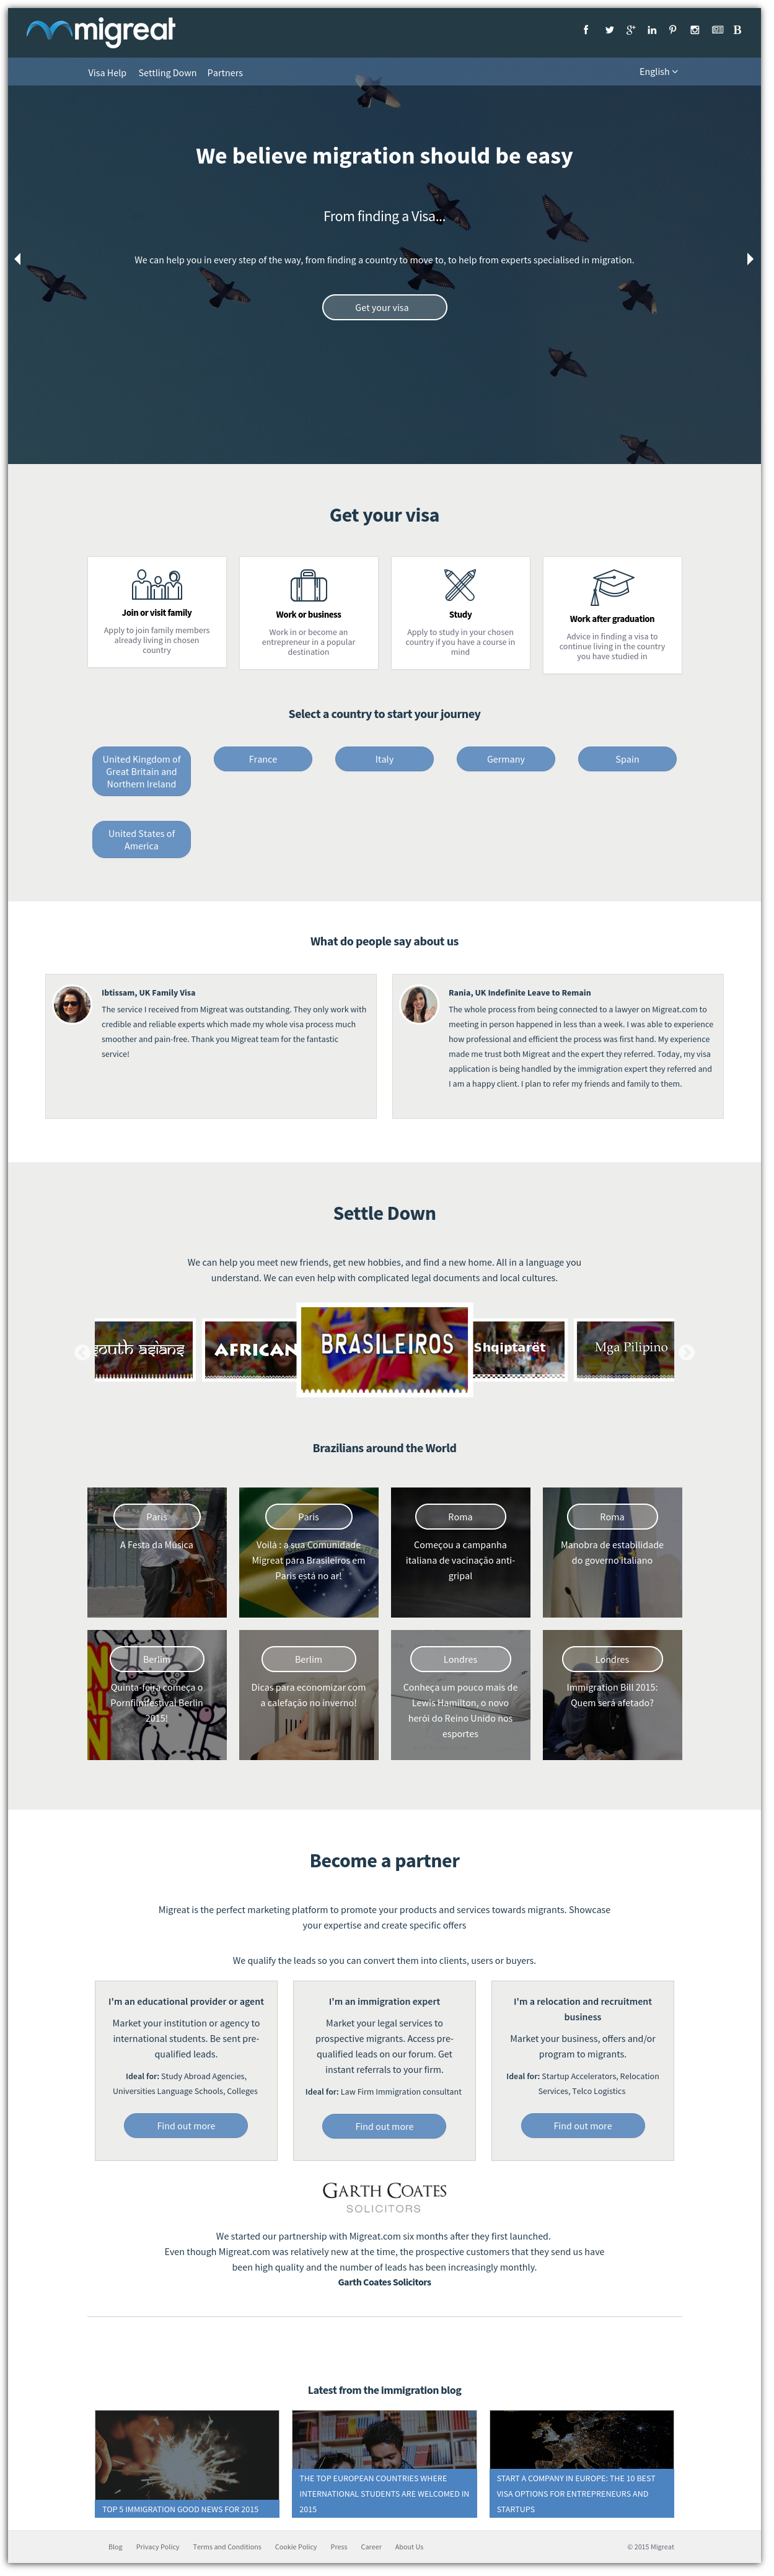 migreat
Visa Help Settling Down Partners
English
We believe migration should be easy
From finding a Visa...
We can help you in every step of the way, from finding a country to move to, to help from experts specialised in migration.
Get your visa
Get your visa
Join or visit family
Apply to join family members
already living in chosen
country
Work or business
Work in or become an
entrepreneur in a popular
destination
Study
Apply to study in your chosen
country if you have a course in
mind
Work after graduation
Advice in finding a visa to
continue living in the country
you have studied in
Select a country to start your journey
United Kingdom of
Great Britain and
Northern Ireland
France
Italy
Germany
Spain
United States of
America
What do people say about us
Ibtissam, UK Family Visa
The service I received from Migreat was outstanding. They only work with
credible and reliable experts which made my whole visa process much
smoother and pain-free. Thank you Migreat team for the fantastic
service!
Rania, UK Indefinite Leave to Remain
The whole process from being connected to a lawyer on Migreat.com to
meeting in person happened in less than a week. I was able to experience
how professional and efficient the process was first hand. My experience
made me trust both Migreat and the expert they referred. Today, my visa
application is being handled by the immigration expert they referred and
I am a happy client. I plan to refer my friends and family to them.
Settle Down
We can help you meet new friends, get new hobbies, and find a new home. All in a language you
understand. We can even help with complicated legal documents and local cultures.
south asians
AFRICAN
BRASILEIROS
Shqiptarët
Mga Pilipino
Brazilians around the World
Paris
A Festa da Música
Paris
Voilà : a sua Comunidade
Migreat para Brasileiros em
Paris está no ar!
Roma
Começou a campanha
italiana de vacinação anti-
gripal
Roma
Manobra de estabilidade
do governo italiano
Berlim
Quinta-feira começa o
Pornfilmfestival Berlin
2015!
Berlim
Dicas para economizar com
a calefação no inverno!
Londres
Conheça um pouco mais de
Lewis Hamilton, o novo
herói do Reino Unido nos
esportes
Londres
Immigration Bill 2015:
Quem será afetado?
Become a partner
Migreat is the perfect marketing platform to promote your products and services towards migrants. Showcase
your expertise and create specific offers
We qualify the leads so you can convert them into clients, users or buyers.
I'm an educational provider or agent
Market your institution or agency to
international students. Be sent pre-
qualified leads.
Ideal for: Study Abroad Agencies,
Universities Language Schools, Colleges
Find out more
I'm an immigration expert
Market your legal services to
prospective migrants. Access pre-
qualified leads on our forum. Get
instant referrals to your firm.
Ideal for: Law Firm Immigration consultant
Find out more
I'm a relocation and recruitment
business
Market your business, offers and/or
program to migrants.
Ideal for: Startup Accelerators, Relocation
Services, Telco Logistics
Find out more
GARTH COATES
SOLICITORS
We started our partnership with Migreat.com six months after they first launched.
Even though Migreat.com was relatively new at the time, the prospective customers that they send us have
been high quality and the number of leads has been increasingly monthly.
Garth Coates Solicitors
Latest from the immigration blog
TOP 5 IMMIGRATION GOOD NEWS FOR 2015
THE TOP EUROPEAN COUNTRIES WHERE
INTERNATIONAL STUDENTS ARE WELCOMED IN
2015
START A COMPANY IN EUROPE: THE 10 BEST
VISA OPTIONS FOR ENTREPRENEURS AND
STARTUPS
Blog Privacy Policy Terms and Conditions Cookie Policy Press Career About Us
© 2015 Migreat